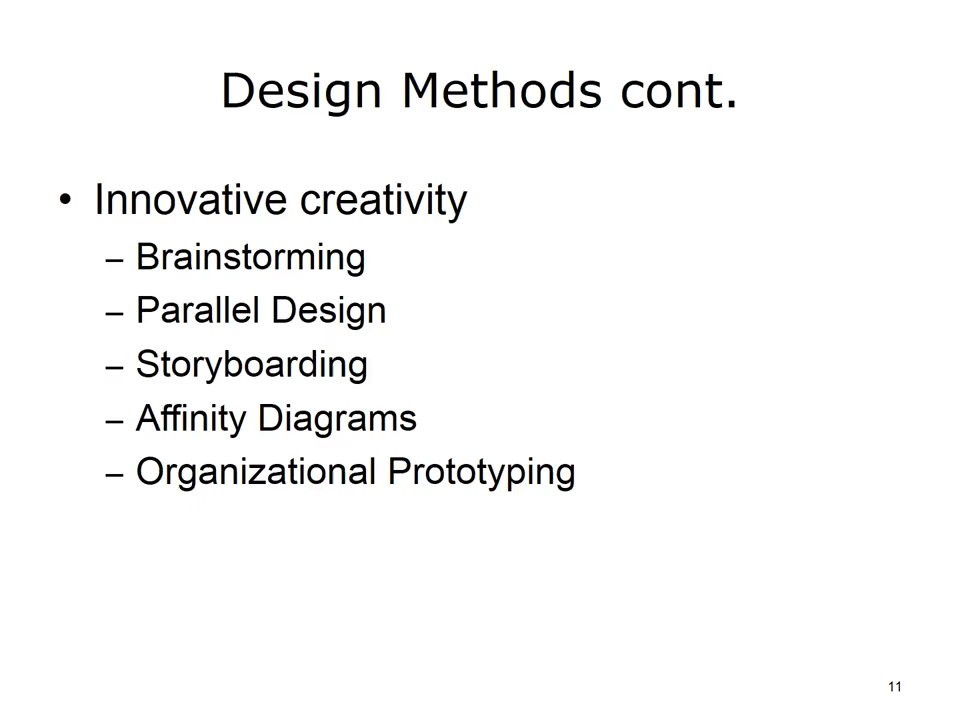 Design Methods cont.
• Innovative creativity
– Brainstorming
– Parallel Design
– Storyboarding
– Affinity Diagrams
– Organizational Prototyping
11